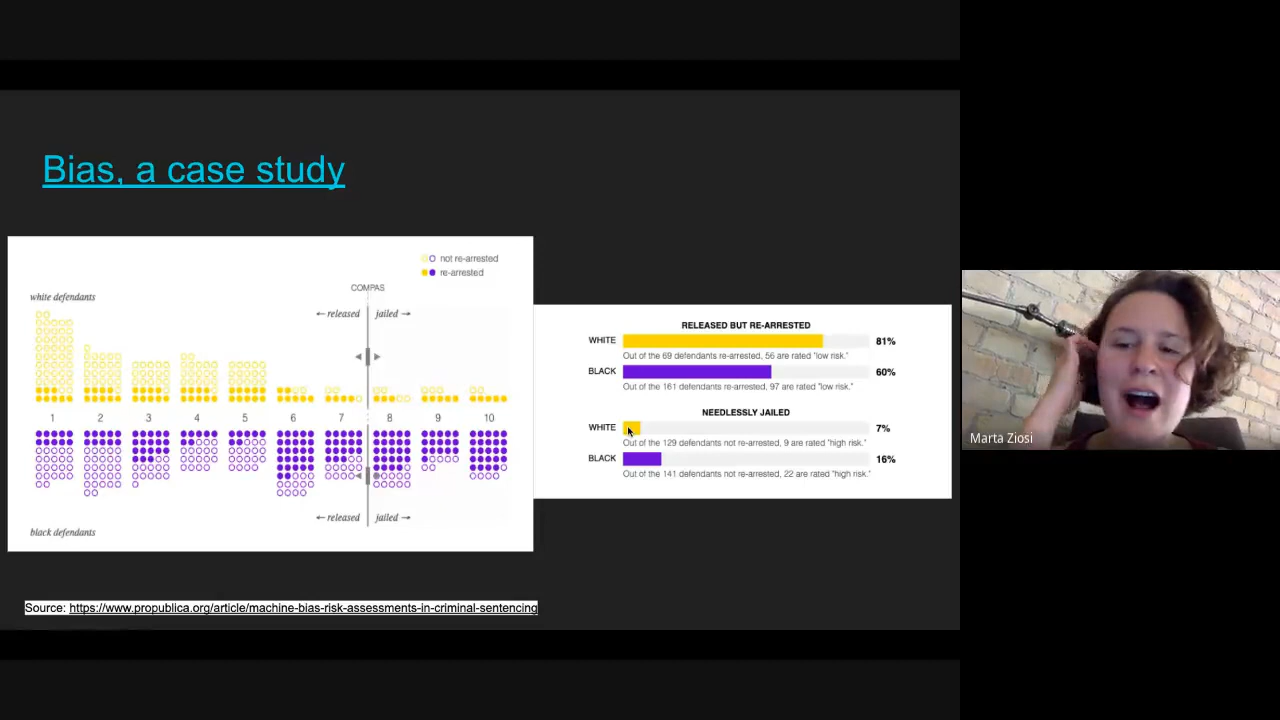 Bias, a case study
not re-arrested
re-arrested
COMPAS
white defendants
← released
jailed →
1 2 3 4 5 6 7 8 9 10
← released
jailed →
black defendants
RELEASED BUT RE-ARRESTED
WHITE 81%
Out of the 69 defendants re-arrested, 56 are rated "low risk."
BLACK 60%
Out of the 161 defendants re-arrested, 97 are rated "low risk."
NEEDLESSLY JAILED
WHITE 7%
Out of the 129 defendants not re-arrested, 9 are rated "high risk."
BLACK 16%
Out of the 141 defendants not re-arrested, 22 are rated "high risk."
Source: https://www.propublica.org/article/machine-bias-risk-assessments-in-criminal-sentencing
Marta Ziosi